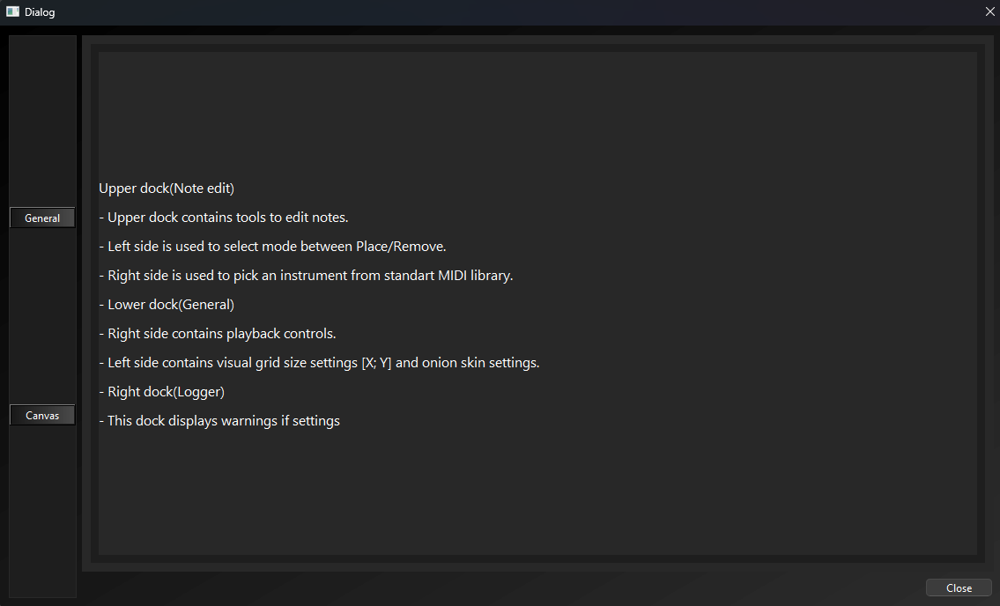 Dialog
General
Canvas
Upper dock(Note edit)
- Upper dock contains tools to edit notes.
- Left side is used to select mode between Place/Remove.
- Right side is used to pick an instrument from standart MIDI library.
- Lower dock(General)
- Right side contains playback controls.
- Left side contains visual grid size settings [X; Y] and onion skin settings.
- Right dock(Logger)
- This dock displays warnings if settings
Close